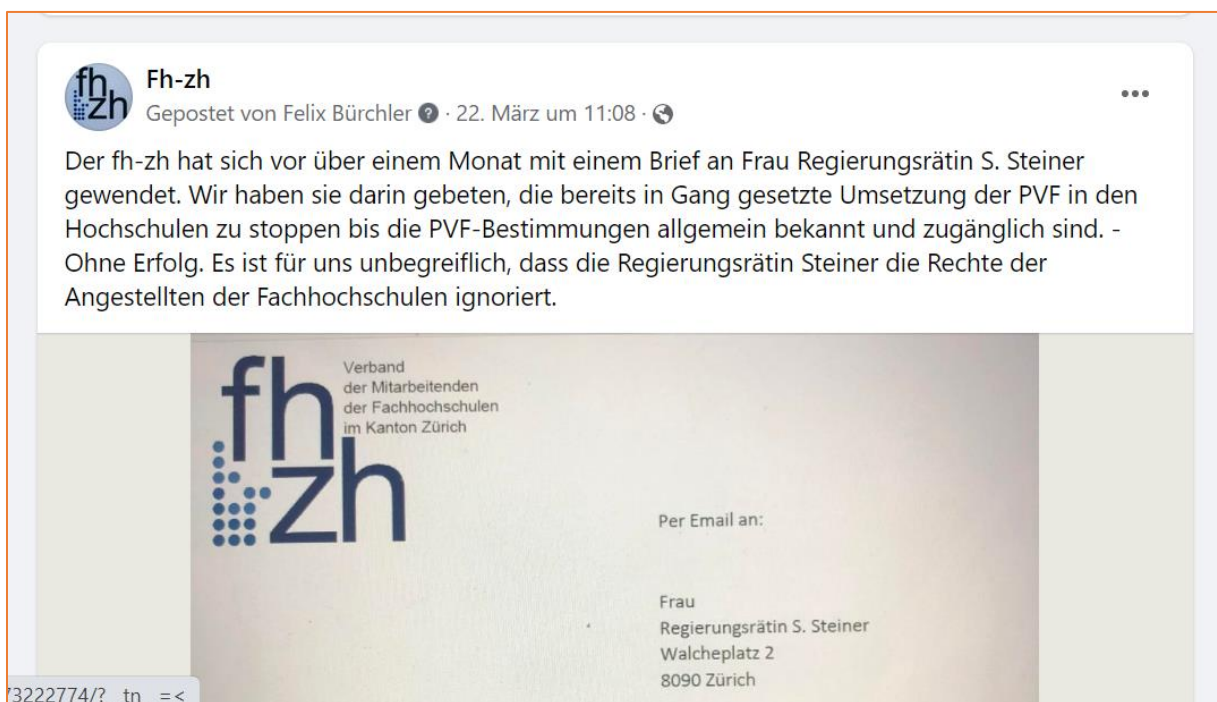 fh
zh
Fh-zh
Gepostet von Felix Bürchler · 22. März um 11:08 ·
Der fh-zh hat sich vor über einem Monat mit einem Brief an Frau Regierungsrätin S. Steiner
gewendet. Wir haben sie darin gebeten, die bereits in Gang gesetzte Umsetzung der PVF in den
Hochschulen zu stoppen bis die PVF-Bestimmungen allgemein bekannt und zugänglich sind. -
Ohne Erfolg. Es ist für uns unbegreiflich, dass die Regierungsrätin Steiner die Rechte der
Angestellten der Fachhochschulen ignoriert.
fh
zh
Verband
der Mitarbeitenden
der Fachhochschulen
im Kanton Zürich
Per Email an:
Frau
Regierungsrätin S. Steiner
Walcheplatz 2
8090 Zürich
73222774/?__tn__=<